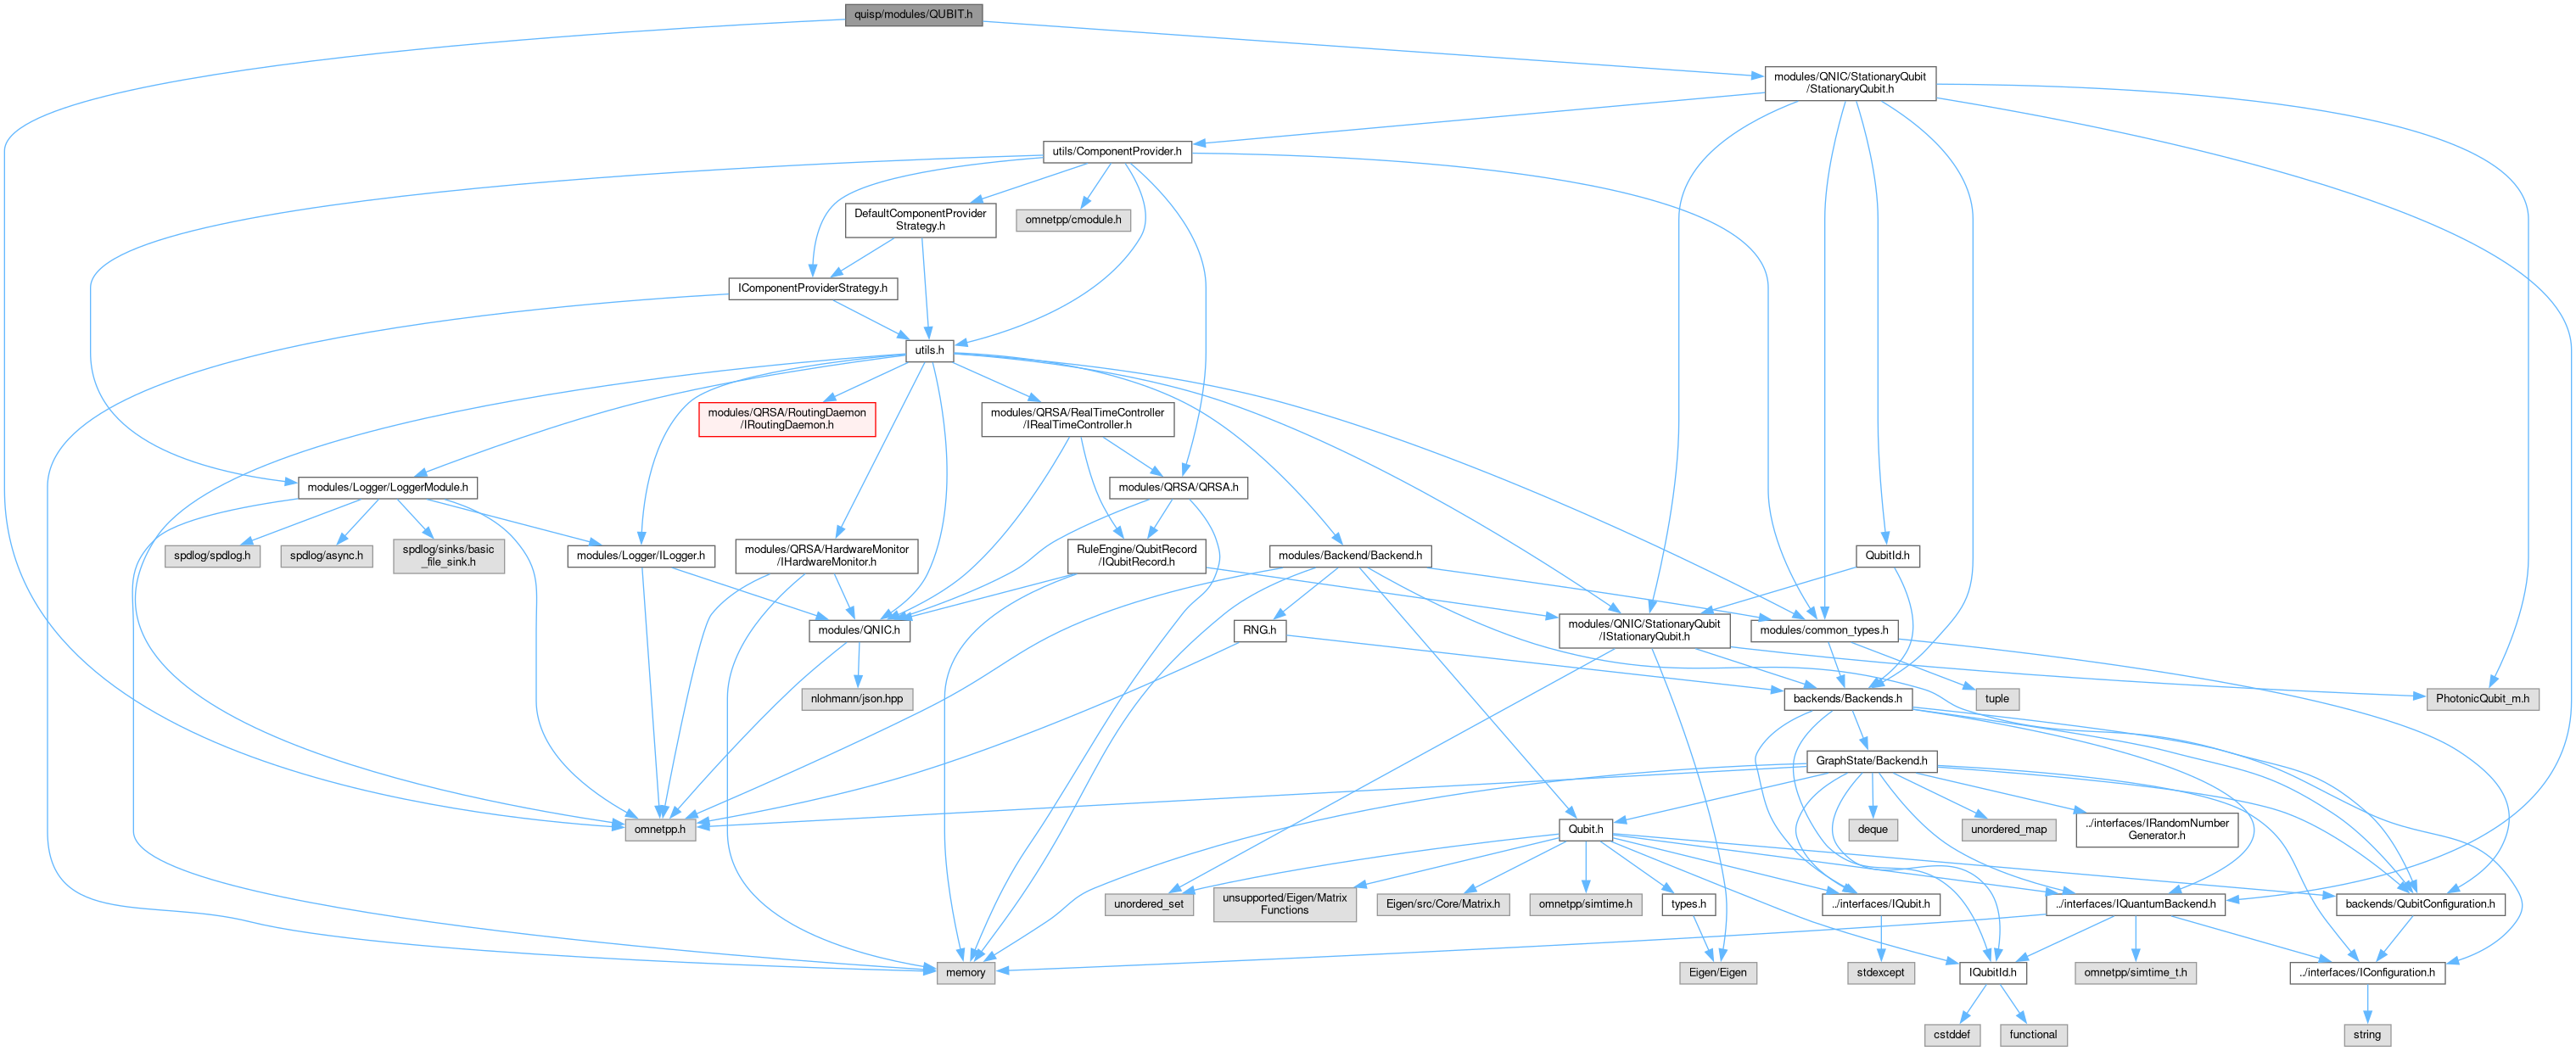 quisp/modules/QUBIT.h
modules/QNIC/StationaryQubit
/StationaryQubit.h
utils/ComponentProvider.h
DefaultComponentProvider
Strategy.h
omnetpp/cmodule.h
IComponentProviderStrategy.h
utils.h
modules/QRSA/RoutingDaemon
/IRoutingDaemon.h
modules/QRSA/RealTimeController
/IRealTimeController.h
modules/Logger/LoggerModule.h
modules/QRSA/QRSA.h
spdlog/spdlog.h
spdlog/async.h
spdlog/sinks/basic
_file_sink.h
modules/Logger/ILogger.h
modules/QRSA/HardwareMonitor
/IHardwareMonitor.h
RuleEngine/QubitRecord
/IQubitRecord.h
modules/Backend/Backend.h
QubitId.h
modules/QNIC.h
RNG.h
modules/QNIC/StationaryQubit
/IStationaryQubit.h
modules/common_types.h
nlohmann/json.hpp
backends/Backends.h
tuple
PhotonicQubit_m.h
GraphState/Backend.h
omnetpp.h
Qubit.h
deque
unordered_map
../interfaces/IRandomNumber
Generator.h
unordered_set
unsupported/Eigen/Matrix
Functions
Eigen/src/Core/Matrix.h
omnetpp/simtime.h
types.h
../interfaces/IQubit.h
../interfaces/IQuantumBackend.h
backends/QubitConfiguration.h
memory
Eigen/Eigen
stdexcept
IQubitId.h
omnetpp/simtime_t.h
../interfaces/IConfiguration.h
cstddef
functional
string